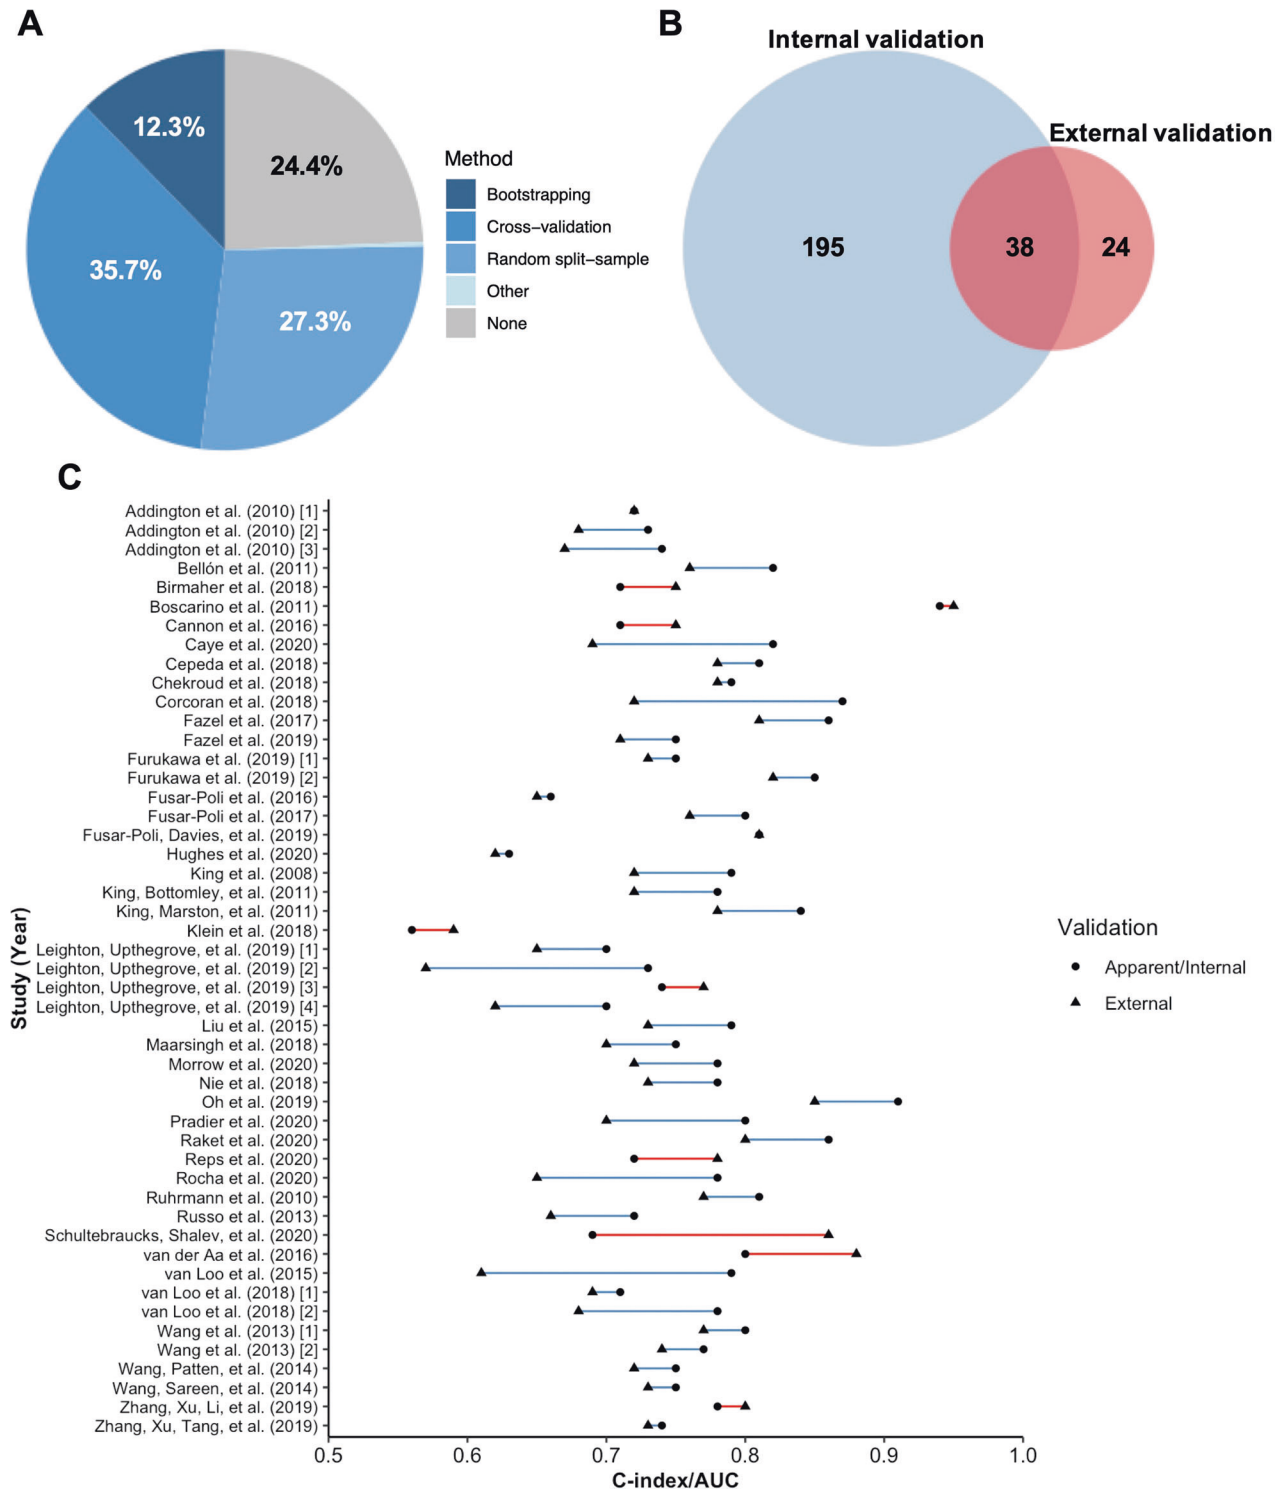 A
12.3%
24.4%
35.7%
27.3%
Method
Bootstrapping
Cross−validation
Random split−sample
Other
None
B
Internal validation
External validation
195
38
24
C
Study (Year)
Addington et al. (2010) [1]
Addington et al. (2010) [2]
Addington et al. (2010) [3]
Bellón et al. (2011)
Birmaher et al. (2018)
Boscarino et al. (2011)
Cannon et al. (2016)
Caye et al. (2020)
Cepeda et al. (2018)
Chekroud et al. (2018)
Corcoran et al. (2018)
Fazel et al. (2017)
Fazel et al. (2019)
Furukawa et al. (2019) [1]
Furukawa et al. (2019) [2]
Fusar-Poli et al. (2016)
Fusar-Poli et al. (2017)
Fusar-Poli, Davies, et al. (2019)
Hughes et al. (2020)
King et al. (2008)
King, Bottomley, et al. (2011)
King, Marston, et al. (2011)
Klein et al. (2018)
Leighton, Upthegrove, et al. (2019) [1]
Leighton, Upthegrove, et al. (2019) [2]
Leighton, Upthegrove, et al. (2019) [3]
Leighton, Upthegrove, et al. (2019) [4]
Liu et al. (2015)
Maarsingh et al. (2018)
Morrow et al. (2020)
Nie et al. (2018)
Oh et al. (2019)
Pradier et al. (2020)
Raket et al. (2020)
Reps et al. (2020)
Rocha et al. (2020)
Ruhrmann et al. (2010)
Russo et al. (2013)
Schultebraucks, Shalev, et al. (2020)
van der Aa et al. (2016)
van Loo et al. (2015)
van Loo et al. (2018) [1]
van Loo et al. (2018) [2]
Wang et al. (2013) [1]
Wang et al. (2013) [2]
Wang, Patten, et al. (2014)
Wang, Sareen, et al. (2014)
Zhang, Xu, Li, et al. (2019)
Zhang, Xu, Tang, et al. (2019)
0.5
0.6
0.7
0.8
0.9
1.0
C-index/AUC
Validation
Apparent/Internal
External